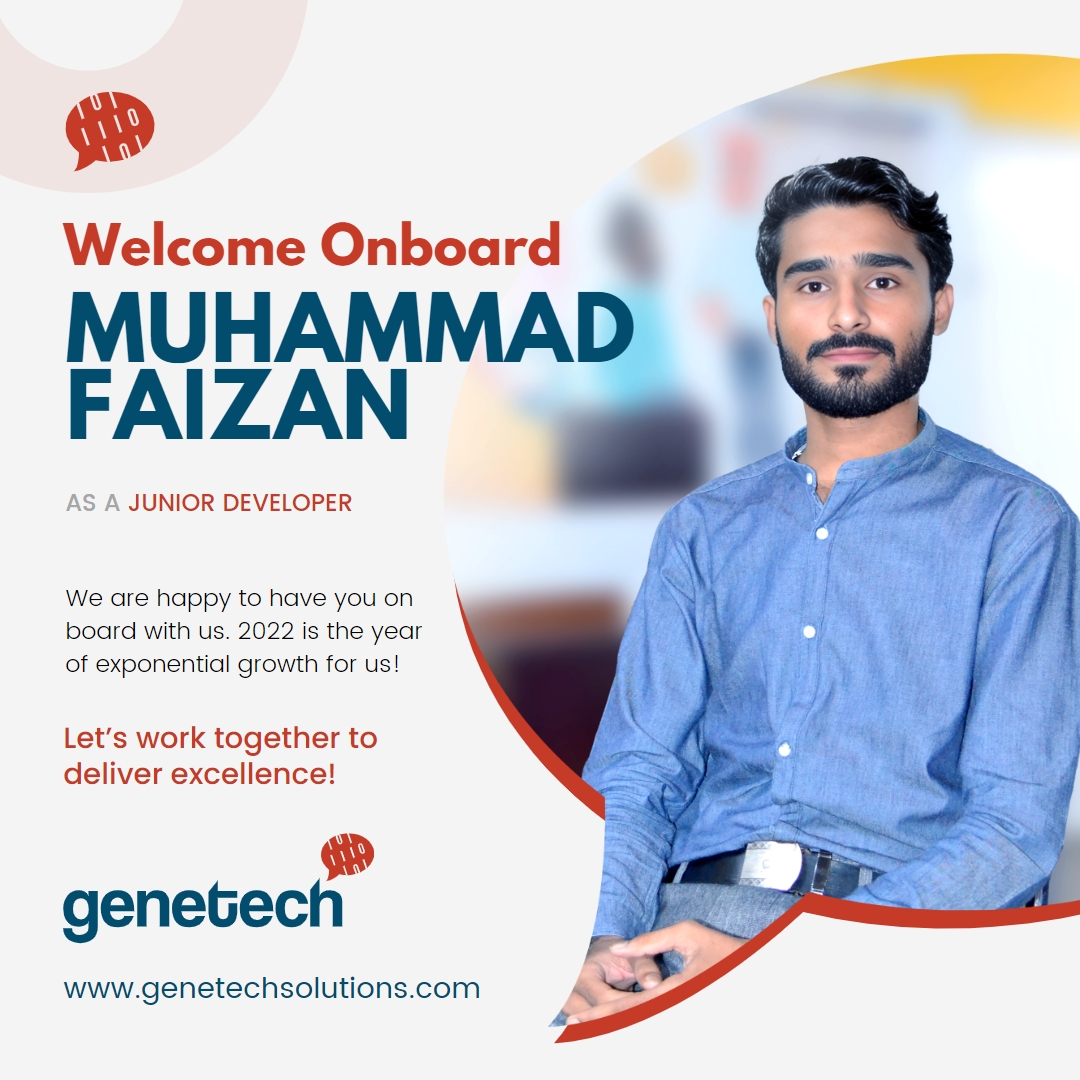 Welcome Onboard
MUHAMMAD
FAIZAN
AS A JUNIOR DEVELOPER
We are happy to have you on
board with us. 2022 is the year
of exponential growth for us!
Let’s work together to
deliver excellence!
genetech
www.genetechsolutions.com